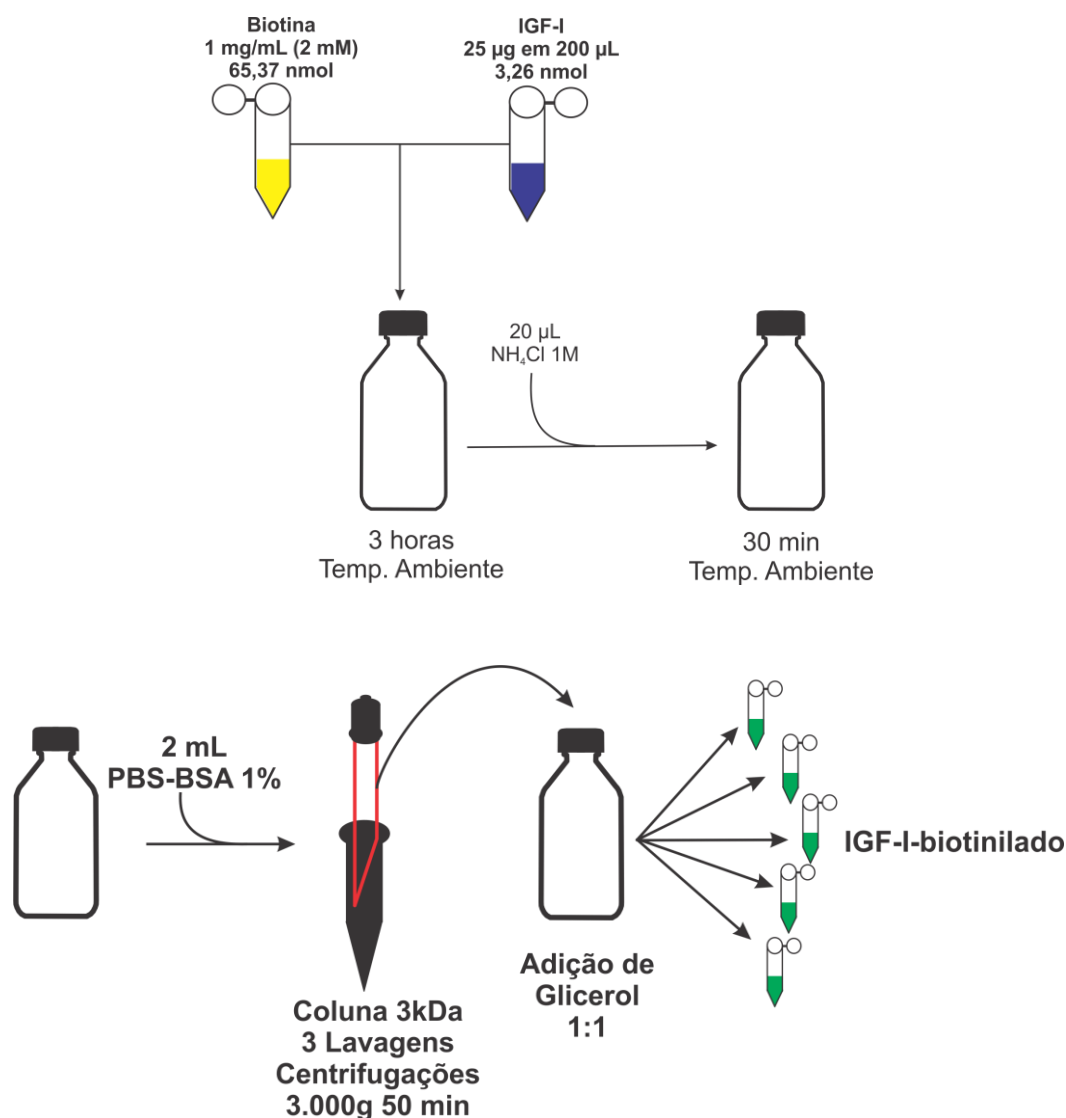 Biotina
1 mg/mL (2 mM)
65,37 nmol
IGF-I
25 µg em 200 µL
3,26 nmol
20 µL
NH₄Cl 1M
3 horas
Temp. Ambiente
30 min
Temp. Ambiente
2 mL
PBS-BSA 1%
Coluna 3kDa
3 Lavagens
Centrifugações
3.000g 50 min
Adição de
Glicerol
1:1
IGF-I-biotinilado